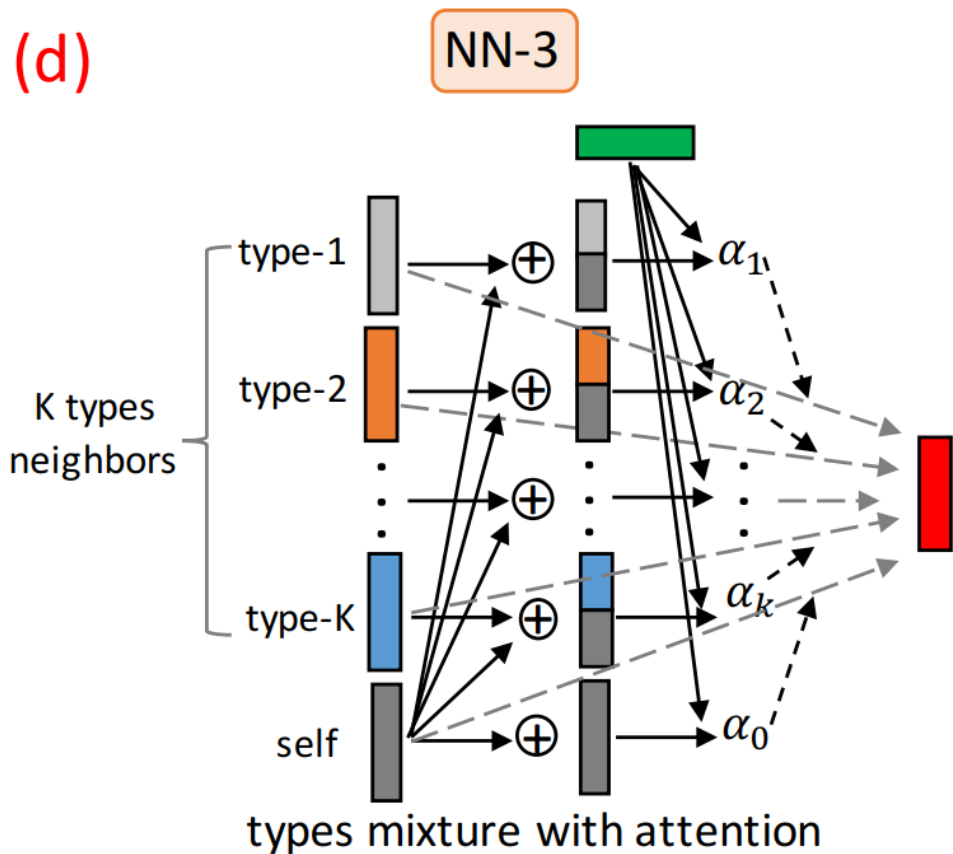 (d)
NN-3
type-1
α1
type-2
α2
K types
neighbors
type-K
αk
self
α0
types mixture with attention